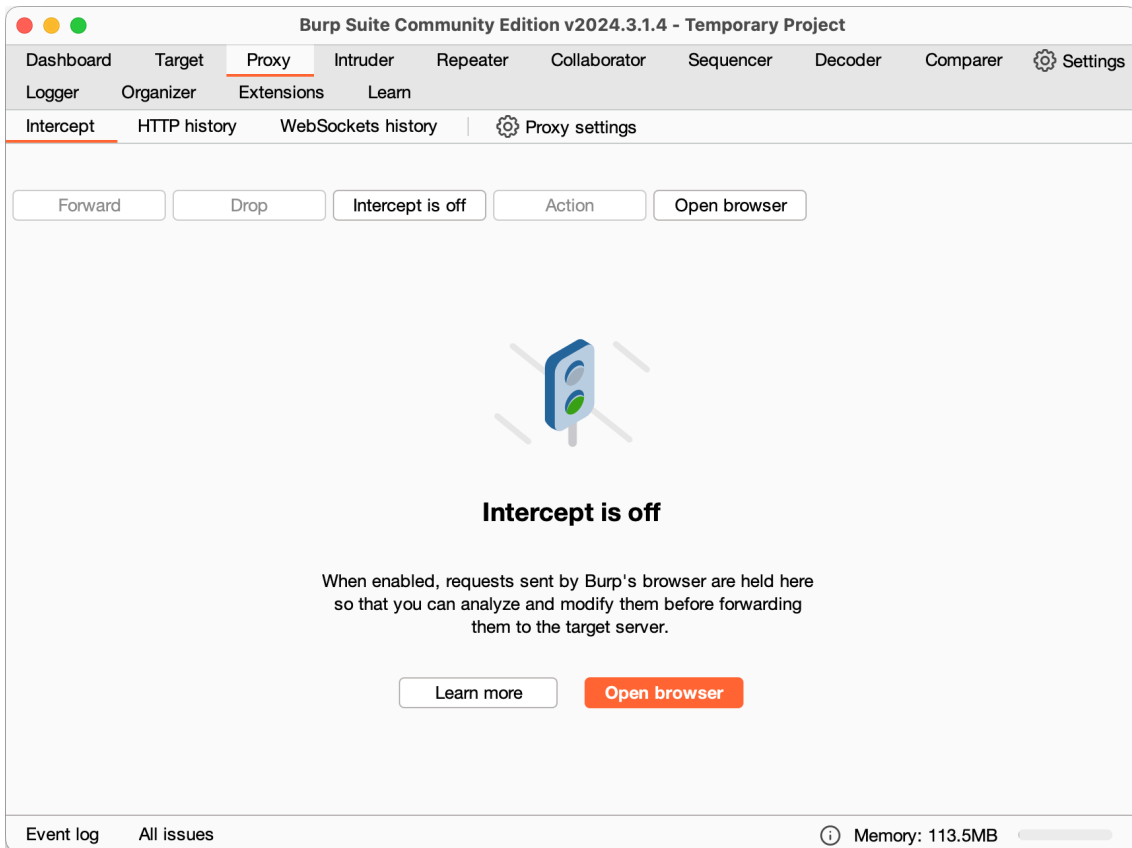 Burp Suite Community Edition v2024.3.1.4 - Temporary Project
Dashboard Target Proxy Intruder Repeater Collaborator Sequencer Decoder Comparer Settings
Logger Organizer Extensions Learn
Intercept HTTP history WebSockets history Proxy settings
Forward Drop Intercept is off Action Open browser
Intercept is off
When enabled, requests sent by Burp's browser are held here
so that you can analyze and modify them before forwarding
them to the target server.
Learn more Open browser
Event log All issues Memory: 113.5MB